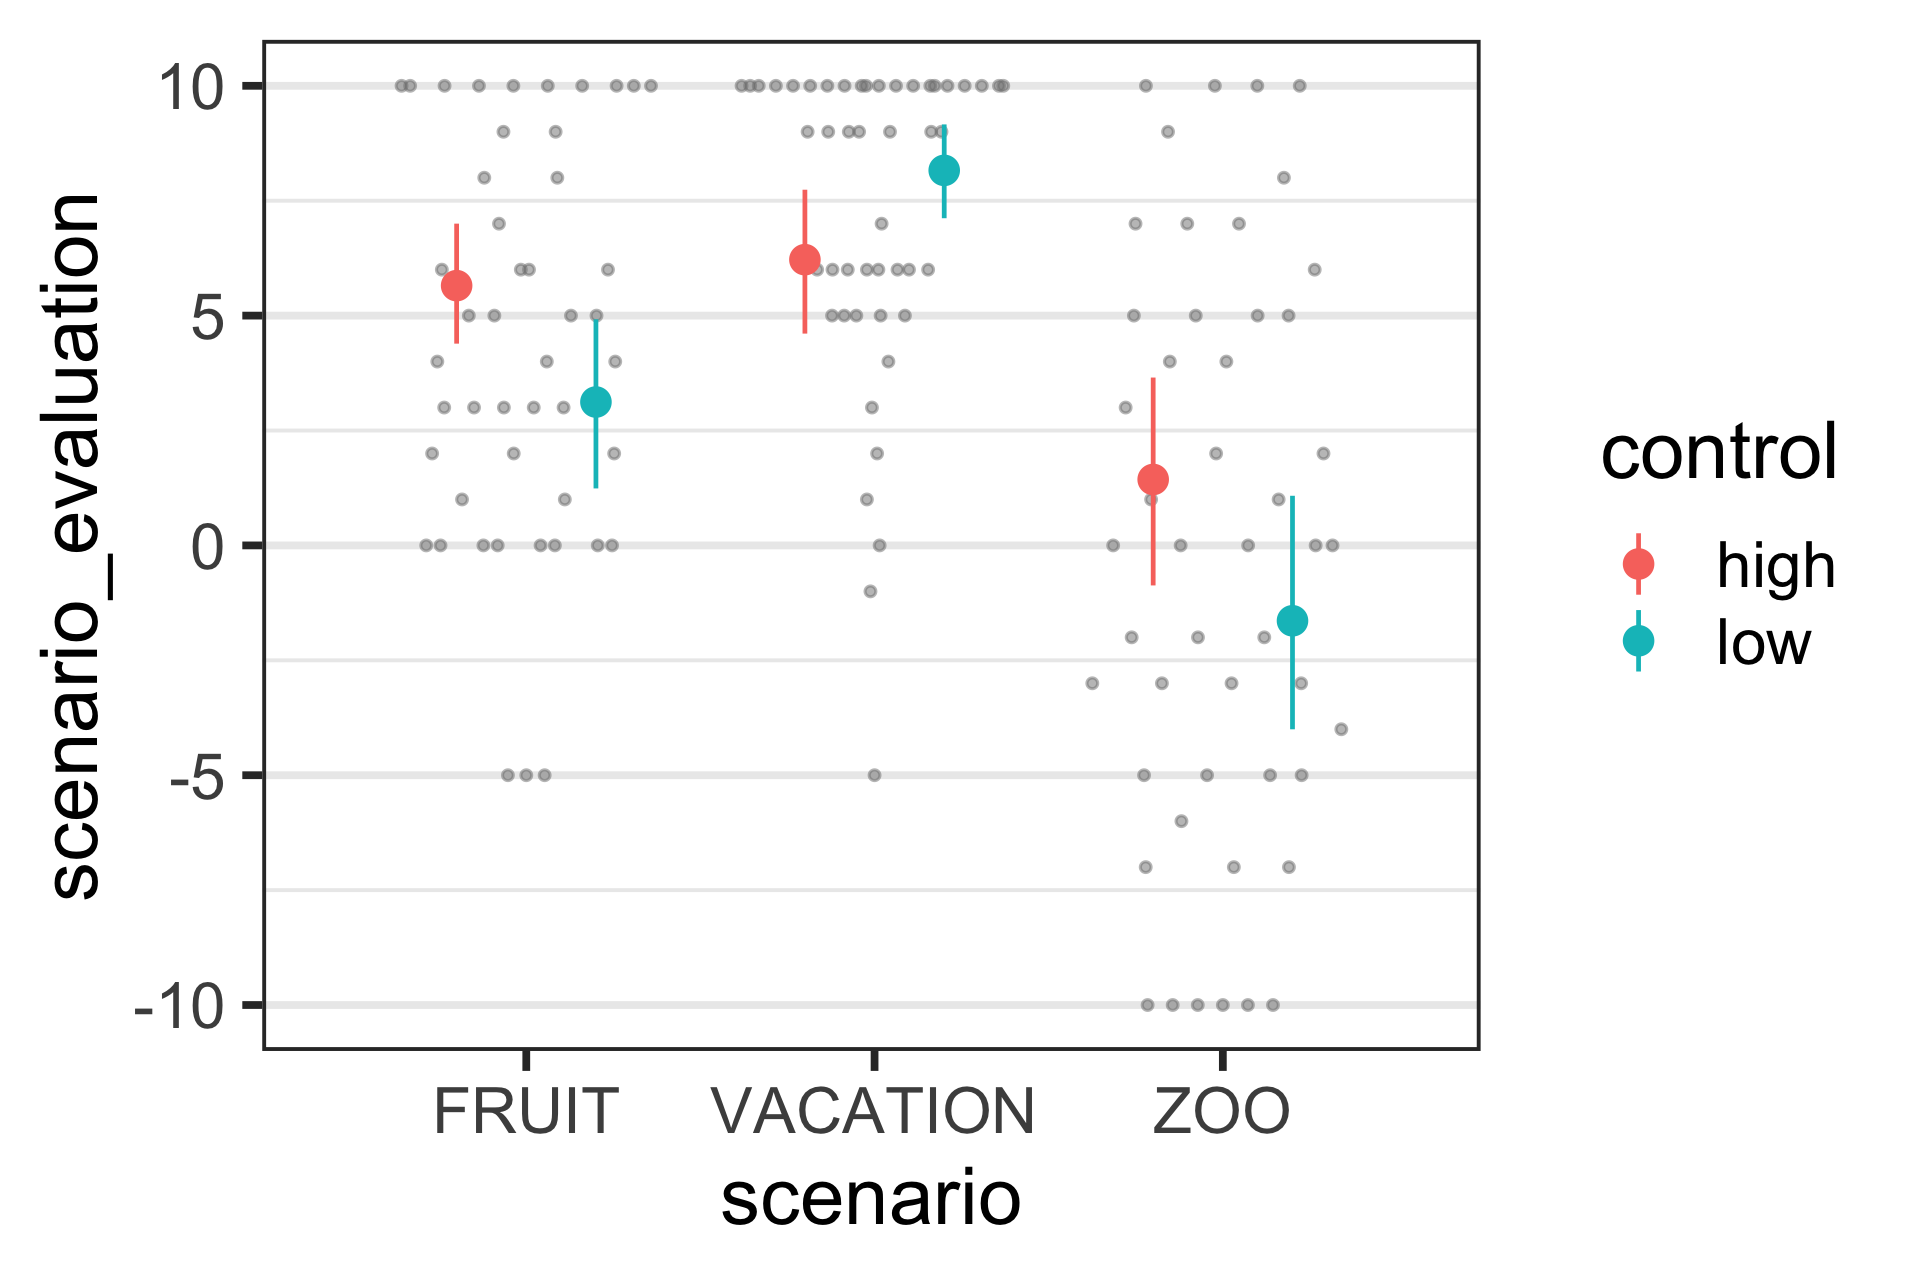 scenario_evaluation
10
5
0
-5
-10
FRUIT VACATION ZOO
scenario
control
high
low